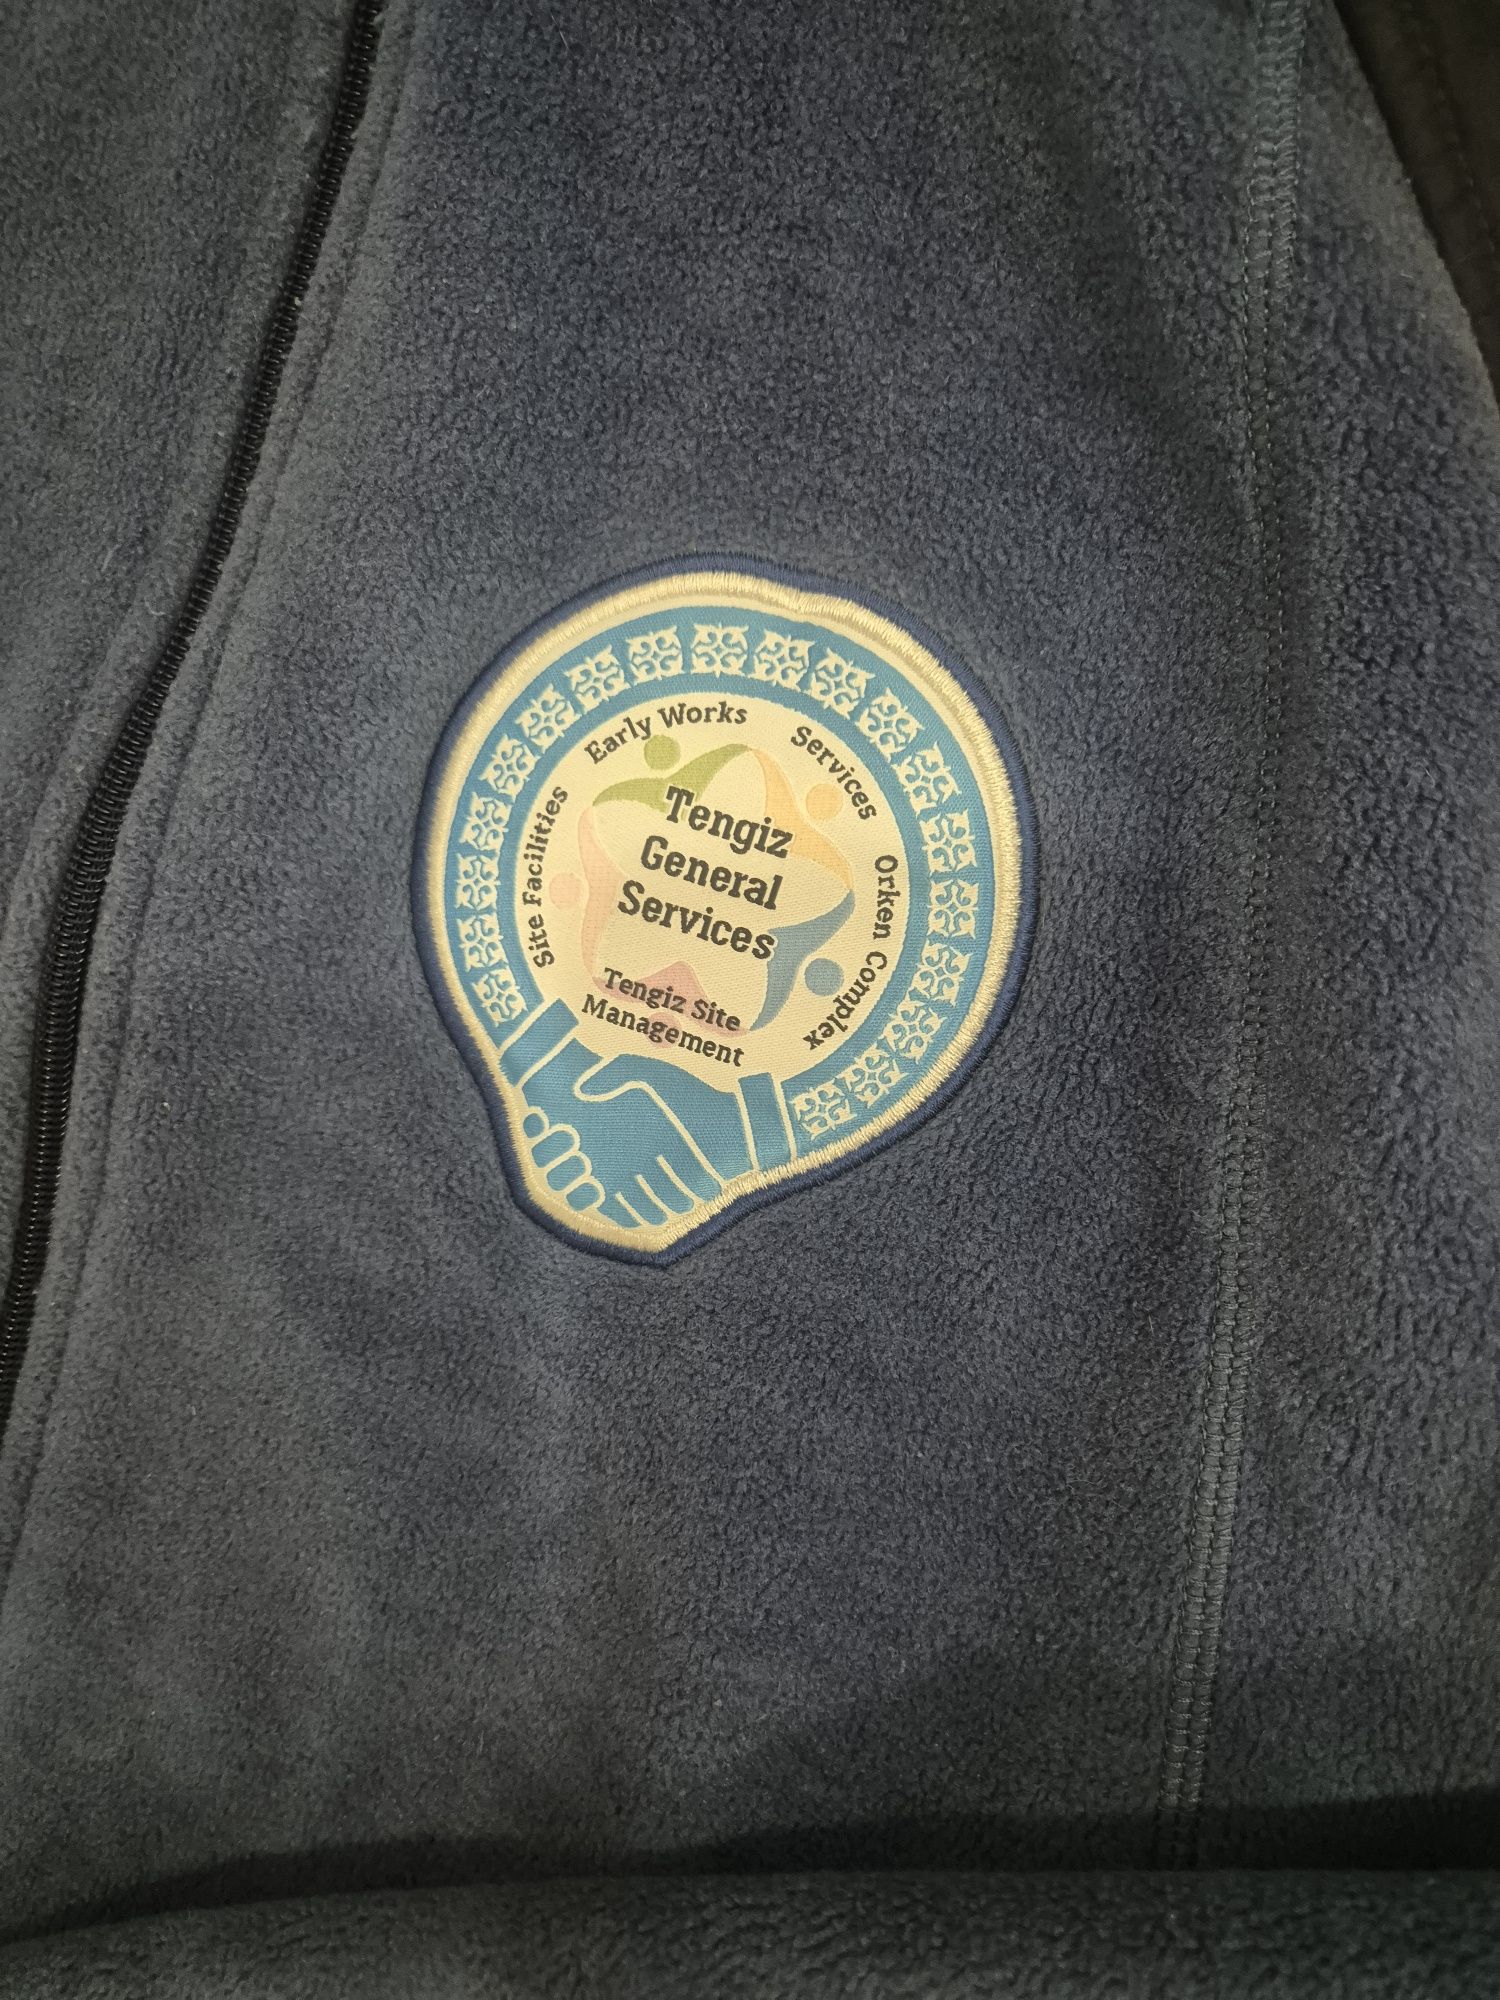 Early Works
Services
Site Facilities
Orken Complex
Tengiz
General
Services
Tengiz Site
Management